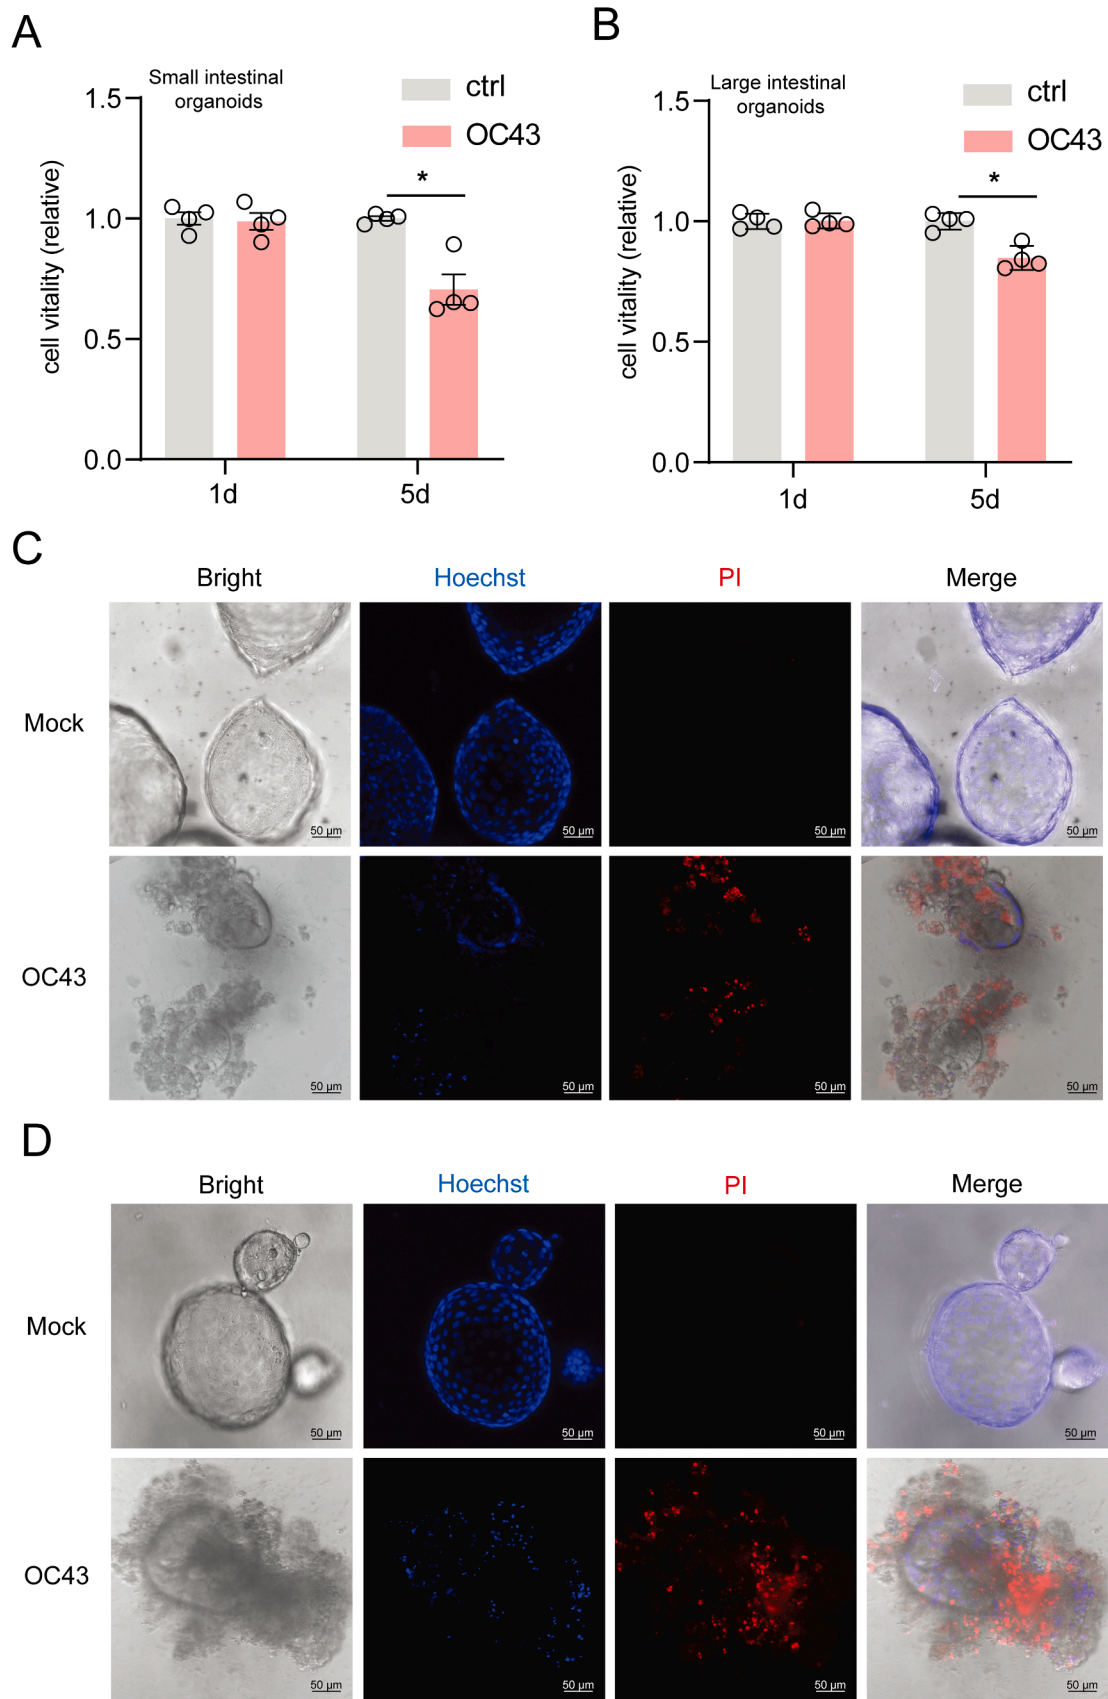 A
Small intestinal
organoids
ctrl
OC43
1.5
1.0
0.5
0.0
cell vitality (relative)
*
1d
5d
B
Large intestinal
organoids
ctrl
OC43
1.5
1.0
0.5
0.0
cell vitality (relative)
*
1d
5d
C
Bright
Hoechst
PI
Merge
Mock
50 µm
50 µm
50 µm
50 µm
OC43
50 µm
50 µm
50 µm
50 µm
D
Bright
Hoechst
PI
Merge
Mock
50 µm
50 µm
50 µm
50 µm
OC43
50 µm
50 µm
50 µm
50 µm